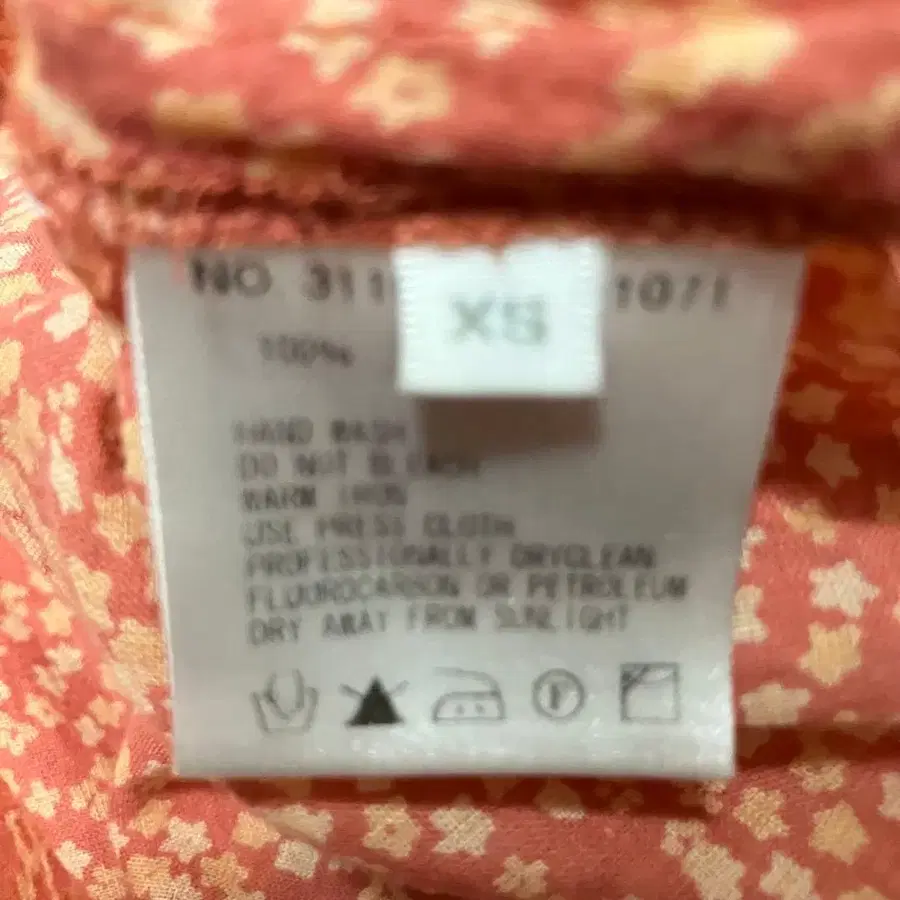 NO 311
XS
1071
100%
HAND WASH
DO NOT BLEACH
WARM IRON
USE PRESS CLOTH
PROFESSIONALLY DRYCLEAN
FLUOROCARBON OR PETROLEUM
DRY AWAY FROM SUNLIGHT